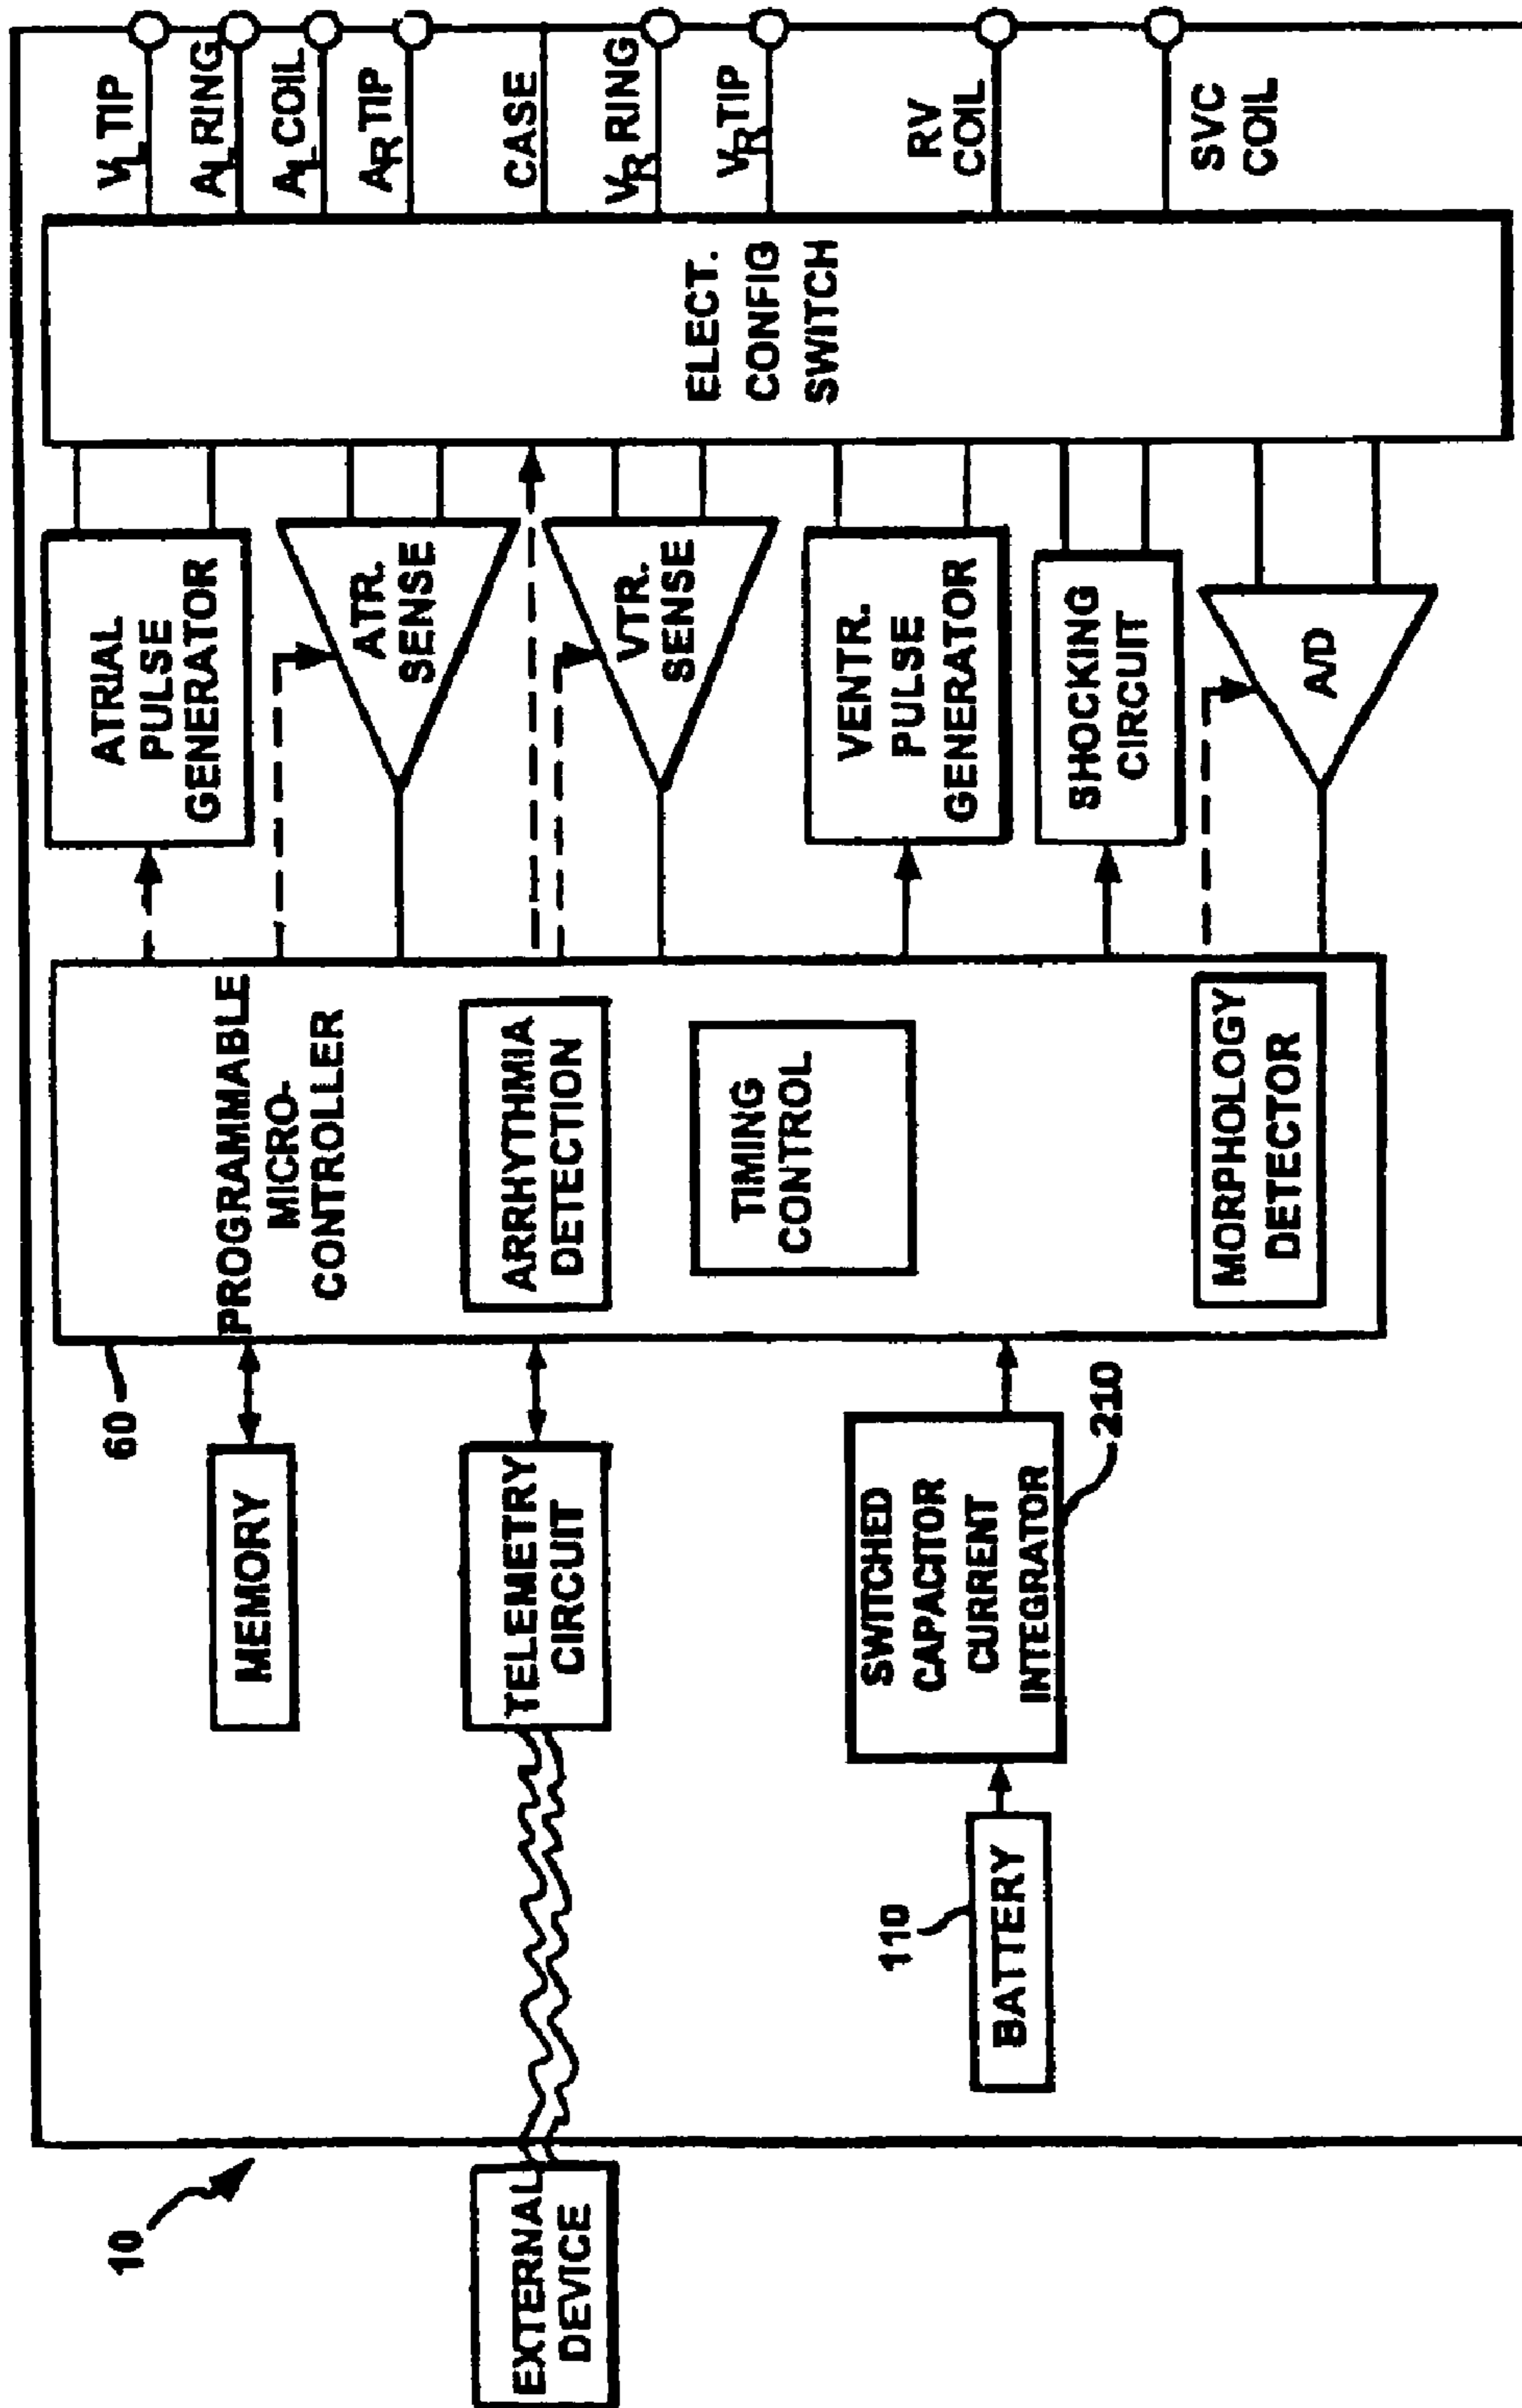 10
EXTERNAL
DEVICE
60
MEMORY
TELEMETRY
CIRCUIT
110
BATTERY
SWITCHED
CAPACITOR
CURRENT
INTEGRATOR
210
PROGRAMMABLE
MICRO-
CONTROLLER
ARRHYTHMIA
DETECTION
TIMING
CONTROL
MORPHOLOGY
DETECTOR
ATRIAL
PULSE
GENERATOR
ATR.
SENSE
VTR.
SENSE
VENTR.
PULSE
GENERATOR
SHOCKING
CIRCUIT
A/D
ELECT.
CONFIG
SWITCH
VL TIP
AL RING
AL COIL
AR TIP
CASE
VR RING
VR TIP
RV
COIL
SVC
COIL